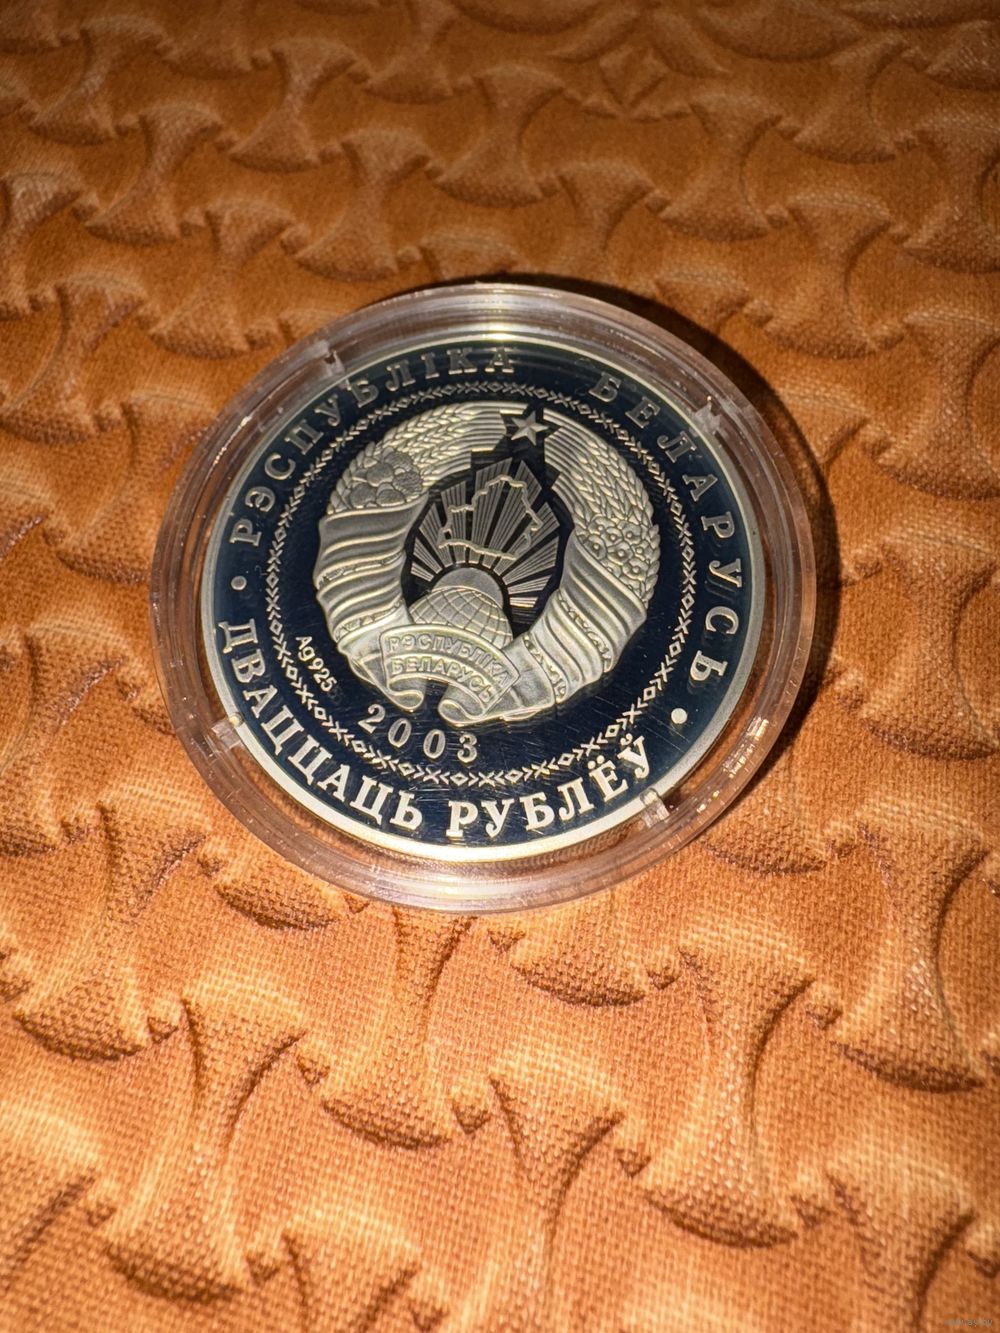 РЭСПУБЛІКА БЕЛАРУСЬ
РЭСПУБЛІКА
БЕЛАРУСЬ
Ag925
2003
• ДВАЦЦАЦЬ РУБЛЁЎ •